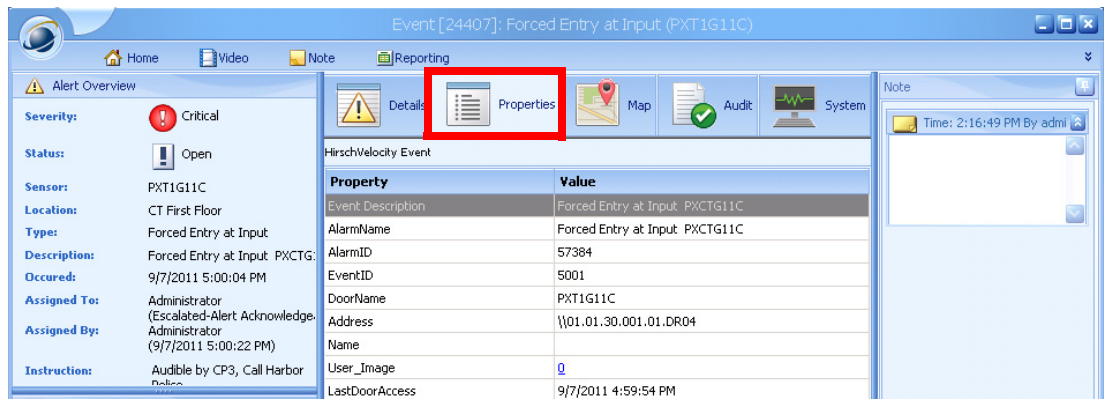 Event [24407]: Forced Entry at Input (PXT1G11C)
Home Video Note Reporting
Alert Overview
Severity: Critical
Status: Open
Sensor: PXT1G11C
Location: CT First Floor
Type: Forced Entry at Input
Description: Forced Entry at Input PXCTG:
Occured: 9/7/2011 5:00:04 PM
Assigned To: Administrator
(Escalated-Alert Acknowledge
Assigned By: Administrator
(9/7/2011 5:00:22 PM)
Instruction: Audible by CP3, Call Harbor
Police
Details Properties Map Audit System
HirschVelocity Event
Property Value
Event Description Forced Entry at Input PXCTG11C
AlarmName Forced Entry at Input PXCTG11C
AlarmID 57384
EventID 5001
DoorName PXT1G11C
Address \\01.01.30.001.01.DR04
Name
User_Image 0
LastDoorAccess 9/7/2011 4:59:54 PM
Note
Time: 2:16:49 PM By admi